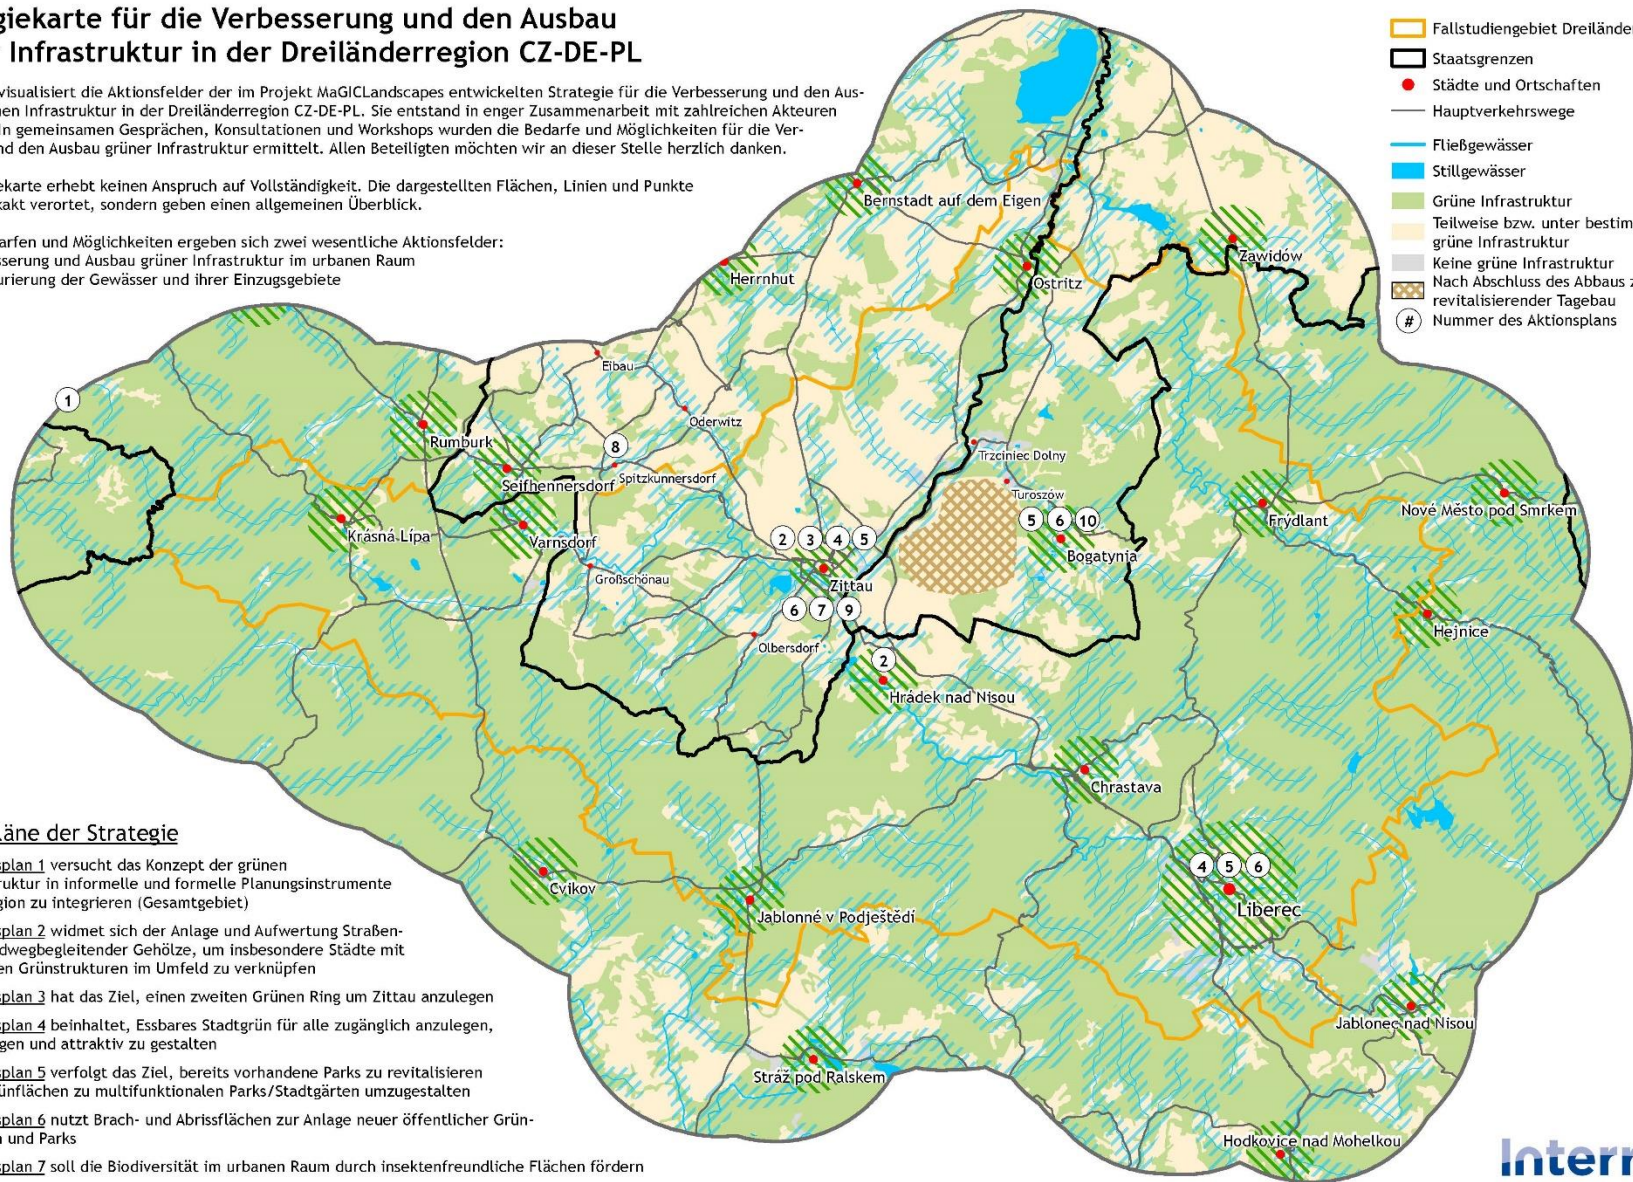 giekarte für die Verbesserung und den Ausbau
Infrastruktur in der Dreiländerregion CZ-DE-PL
visualisiert die Aktionsfelder der im Projekt MaGICLandscapes entwickelten Strategie für die Verbesserung und den Aus-
en Infrastruktur in der Dreiländerregion CZ-DE-PL. Sie entstand in enger Zusammenarbeit mit zahlreichen Akteuren
In gemeinsamen Gesprächen, Konsultationen und Workshops wurden die Bedarfe und Möglichkeiten für die Ver-
nd den Ausbau grüner Infrastruktur ermittelt. Allen Beteiligten möchten wir an dieser Stelle herzlich danken.
ekarte erhebt keinen Anspruch auf Vollständigkeit. Die dargestellten Flächen, Linien und Punkte
kakt verortet, sondern geben einen allgemeinen Überblick.
arfen und Möglichkeiten ergeben sich zwei wesentliche Aktionsfelder:
sserung und Ausbau grüner Infrastruktur im urbanen Raum
urierung der Gewässer und ihrer Einzugsgebiete
Fallstudiengebiet Dreiländer
Staatsgrenzen
Städte und Ortschaften
Hauptverkehrswege
Fließgewässer
Stillgewässer
Grüne Infrastruktur
Teilweise bzw. unter bestim
grüne Infrastruktur
Keine grüne Infrastruktur
Nach Abschluss des Abbaus z
revitalisierender Tagebau
# Nummer des Aktionsplans
Bernstadt auf dem Eigen
Zawidów
Herrnhut
Ostritz
Eibau
1
Oderwitz
Rumburk
8
Trzciniec Dolny
Seifhennersdorf
Spitzkunnersdorf
Turoszów
Nové Město pod Smrkem
Krásná Lípa
Varnsdorf
2 3 4 5
5 6 10
Frýdlant
Bogatynia
Großschönau
Zittau
6 7 9
Hejnice
Olbersdorf
2
Hrádek nad Nisou
Chrastava
4 5 6
Cvikov
Jablonné v Podještědí
Liberec
Jablonec nad Nisou
Stráž pod Ralskem
Hodkovice nad Mohelkou
läne der Strategie
splan 1 versucht das Konzept der grünen
ruktur in informelle und formelle Planungsinstrumente
gion zu integrieren (Gesamtgebiet)
splan 2 widmet sich der Anlage und Aufwertung Straßen-
dwegbegleitender Gehölze, um insbesondere Städte mit
en Grünstrukturen im Umfeld zu verknüpfen
splan 3 hat das Ziel, einen zweiten Grünen Ring um Zittau anzulegen
splan 4 beinhaltet, Essbares Stadtgrün für alle zugänglich anzulegen,
gen und attraktiv zu gestalten
splan 5 verfolgt das Ziel, bereits vorhandene Parks zu revitalisieren
ünflächen zu multifunktionalen Parks/Stadtgärten umzugestalten
splan 6 nutzt Brach- und Abrissflächen zur Anlage neuer öffentlicher Grün-
n und Parks
splan 7 soll die Biodiversität im urbanen Raum durch insektenfreundliche Flächen fördern
Interr